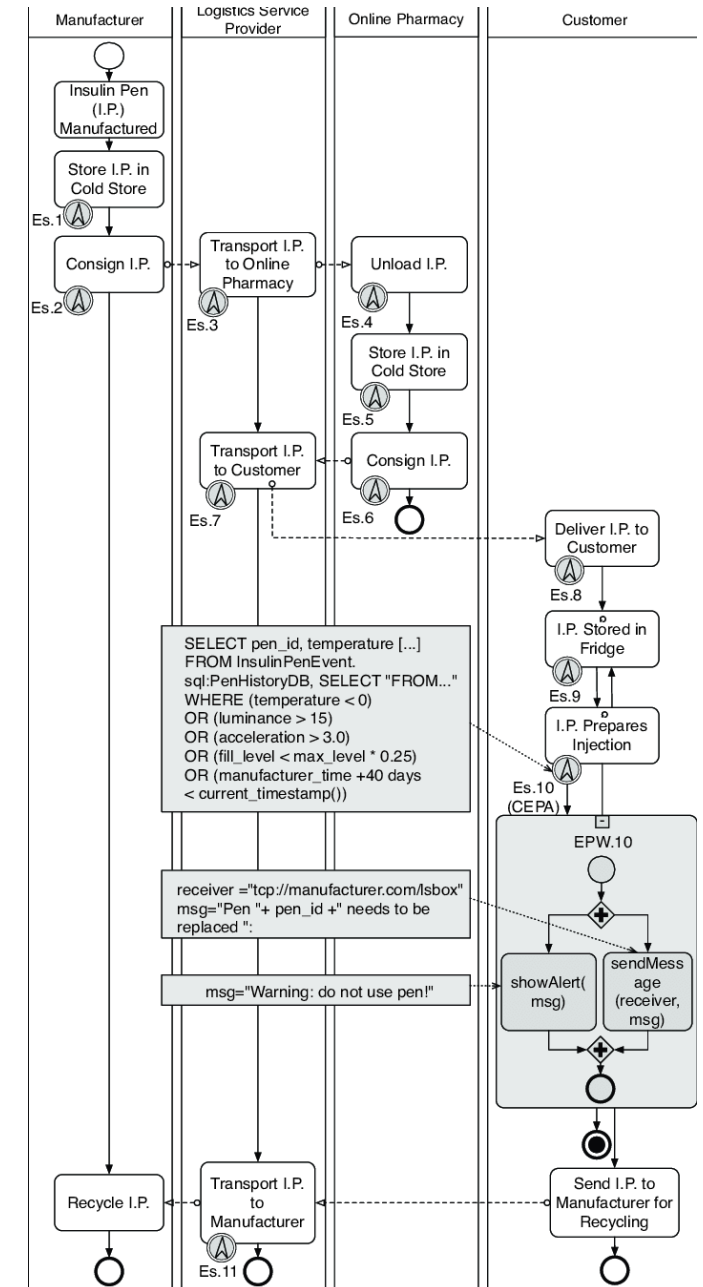 Manufacturer
Logistics Service
Provider
Online Pharmacy
Customer
Insulin Pen
(I.P.)
Manufactured
Store I.P. in
Cold Store
Es.1
Consign I.P.
Es.2
Transport I.P.
to Online
Pharmacy
Es.3
Unload I.P.
Es.4
Store I.P. in
Cold Store
Es.5
Transport I.P.
to Customer
Es.7
Consign I.P.
Es.6
Deliver I.P. to
Customer
Es.8
I.P. Stored in
Fridge
Es.9
I.P. Prepares
Injection
Es.10
(CEPA)
SELECT pen_id, temperature [...]
FROM InsulinPenEvent.
sql:PenHistoryDB, SELECT "FROM..."
WHERE (temperature < 0)
OR (luminance > 15)
OR (acceleration > 3.0)
OR (fill_level < max_level * 0.25)
OR (manufacturer_time +40 days
< current_timestamp())
EPW.10
receiver ="tcp://manufacturer.com/lsbox"
msg="Pen "+ pen_id +" needs to be
replaced ":
msg="Warning: do not use pen!"
showAlert(
msg)
sendMess
age
(receiver,
msg)
Recycle I.P.
Transport I.P.
to
Manufacturer
Es.11
Send I.P. to
Manufacturer for
Recycling